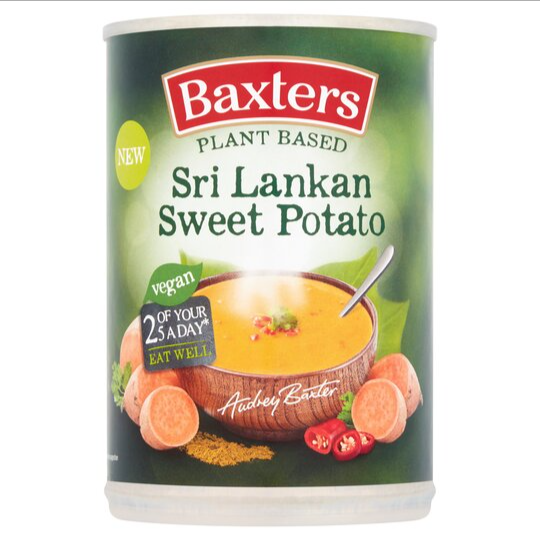 Baxters
PLANT BASED
NEW
Sri Lankan
Sweet Potato
vegan
2 OF YOUR
5 A DAY*
EAT WELL
Audrey Baxter